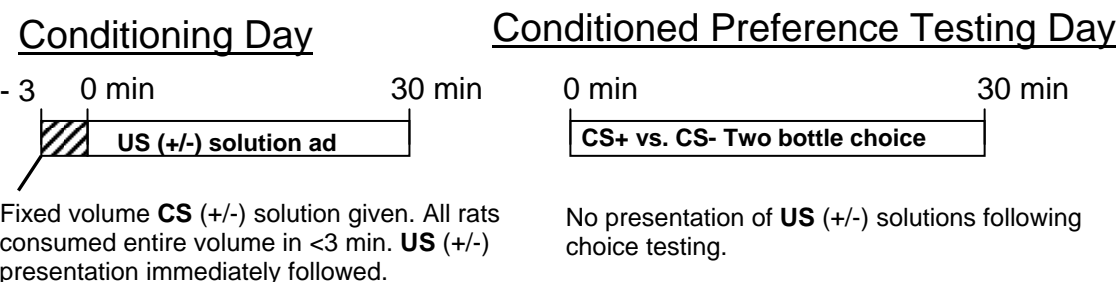 Conditioning Day
Conditioned Preference Testing Day
- 3 0 min 30 min 0 min 30 min
US (+/-) solution ad
CS+ vs. CS- Two bottle choice
Fixed volume CS (+/-) solution given. All rats
consumed entire volume in <3 min. US (+/-)
presentation immediately followed.
No presentation of US (+/-) solutions following
choice testing.